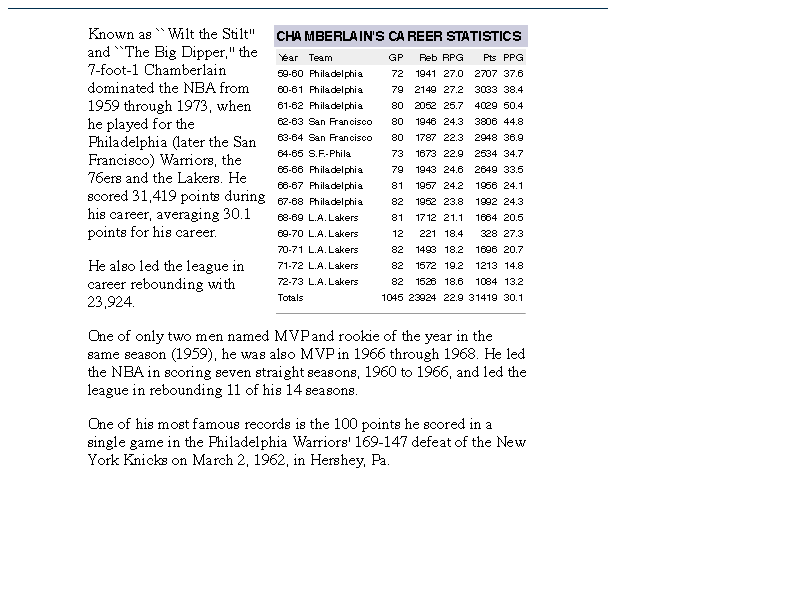 Known as ``Wilt the Stilt"
and ``The Big Dipper," the
7-foot-1 Chamberlain
dominated the NBA from
1959 through 1973, when
he played for the
Philadelphia (later the San
Francisco) Warriors, the
76ers and the Lakers. He
scored 31,419 points during
his career, averaging 30.1
points for his career.
He also led the league in
career rebounding with
23,924.
CHAMBERLAIN'S CAREER STATISTICS
Year Team GP Reb RPG Pts PPG
59-60 Philadelphia 72 1941 27.0 2707 37.6
60-61 Philadelphia 79 2149 27.2 3033 38.4
61-62 Philadelphia 80 2052 25.7 4029 50.4
62-63 San Francisco 80 1946 24.3 3806 44.8
63-64 San Francisco 80 1787 22.3 2948 36.9
64-65 S.F.-Phila 73 1673 22.9 2534 34.7
65-66 Philadelphia 79 1943 24.6 2649 33.5
66-67 Philadelphia 81 1957 24.2 1956 24.1
67-68 Philadelphia 82 1952 23.8 1992 24.3
68-69 L.A. Lakers 81 1712 21.1 1664 20.5
69-70 L.A. Lakers 12 221 18.4 328 27.3
70-71 L.A. Lakers 82 1493 18.2 1696 20.7
71-72 L.A. Lakers 82 1572 19.2 1213 14.8
72-73 L.A. Lakers 82 1526 18.6 1084 13.2
Totals 1045 23924 22.9 31419 30.1
One of only two men named MVP and rookie of the year in the
same season (1959), he was also MVP in 1966 through 1968. He led
the NBA in scoring seven straight seasons, 1960 to 1966, and led the
league in rebounding 11 of his 14 seasons.
One of his most famous records is the 100 points he scored in a
single game in the Philadelphia Warriors' 169-147 defeat of the New
York Knicks on March 2, 1962, in Hershey, Pa.